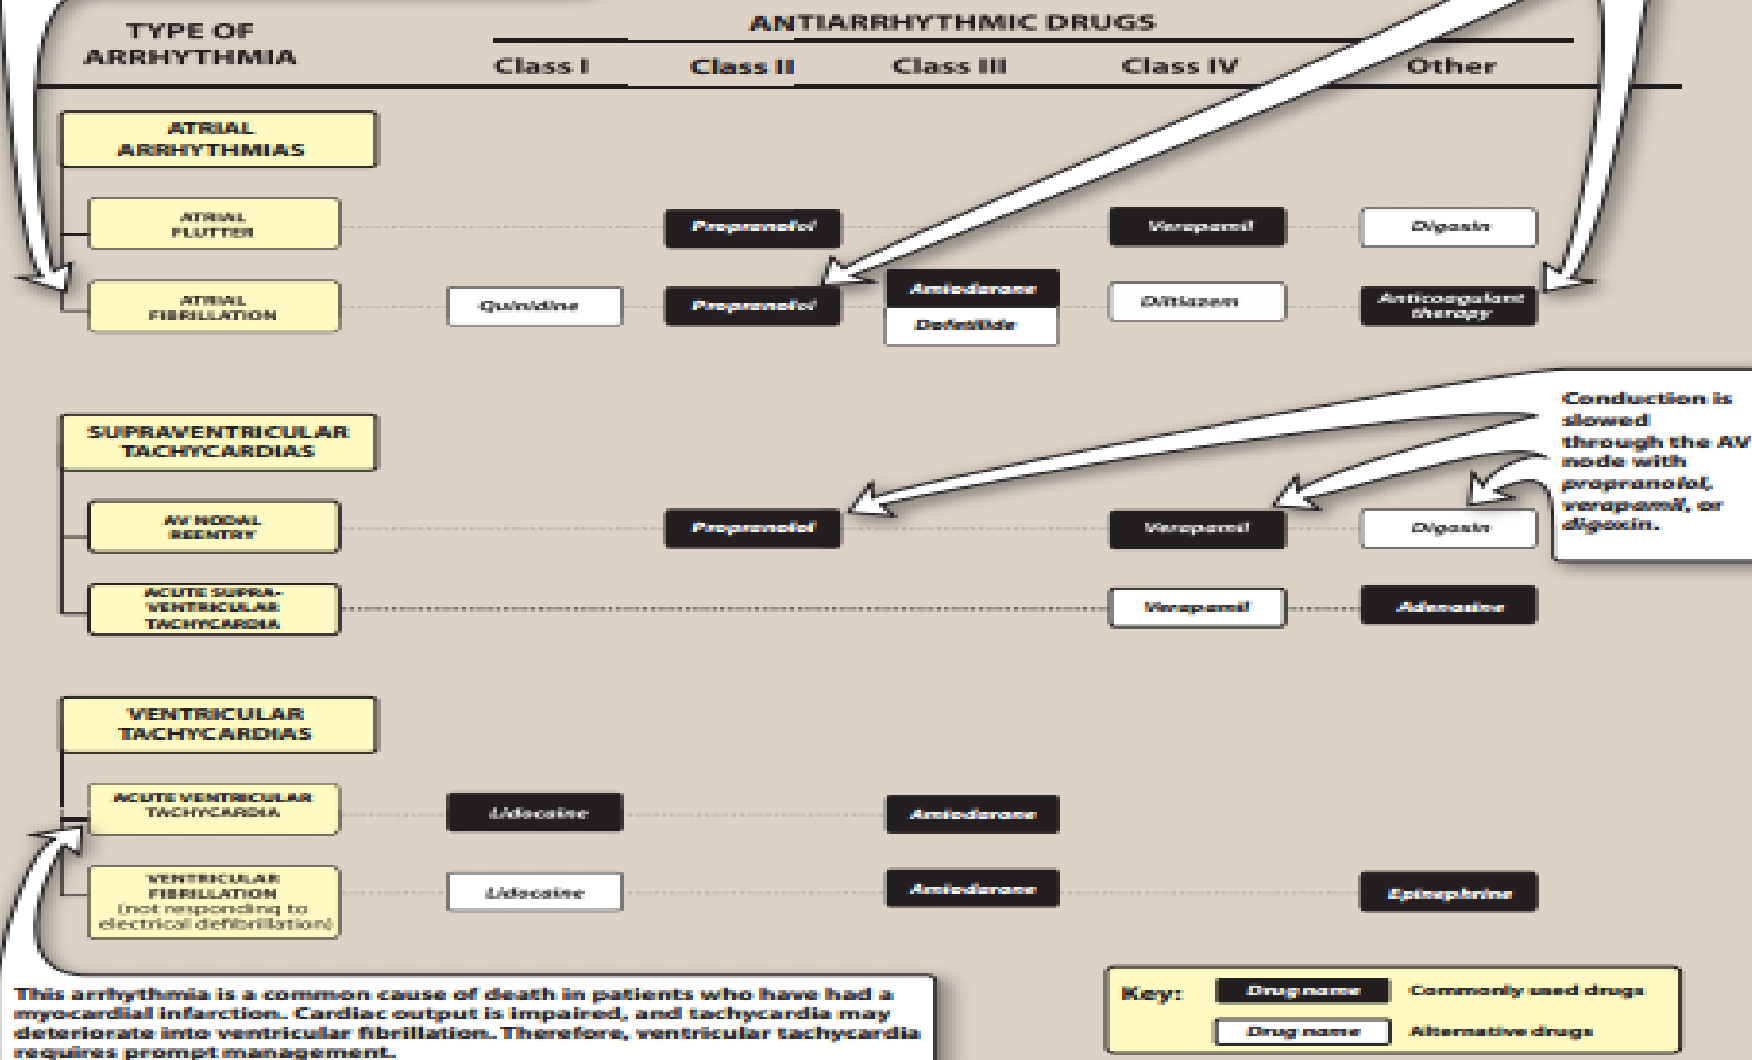 TYPE OF
ARRHYTHMIA
ANTIARRHYTHMIC DRUGS
Class I
Class II
Class III
Class IV
Other
ATRIAL
ARRHYTHMIAS
ATRIAL
FLUTTER
Propranolol
Verapamil
Digoxin
ATRIAL
FIBRILLATION
Quinidine
Propranolol
Amiodarone
Dofetilide
Diltiazem
Anticoagulant
therapy
SUPRAVENTRICULAR
TACHYCARDIAS
AV NODAL
REENTRY
Propranolol
Verapamil
Digoxin
Conduction is
slowed
through the AV
node with
propranolol,
verapamil, or
digoxin.
ACUTE SUPRA-
VENTRICULAR
TACHYCARDIA
Verapamil
Adenosine
VENTRICULAR
TACHYCARDIAS
ACUTE VENTRICULAR
TACHYCARDIA
Lidocaine
Amiodarone
VENTRICULAR
FIBRILLATION
(not responding to
electrical defibrillation)
Lidocaine
Amiodarone
Epinephrine
This arrhythmia is a common cause of death in patients who have had a
myocardial infarction. Cardiac output is impaired, and tachycardia may
deteriorate into ventricular fibrillation. Therefore, ventricular tachycardia
requires prompt management.
Key:
Drug name
Commonly used drugs
Drug name
Alternative drugs